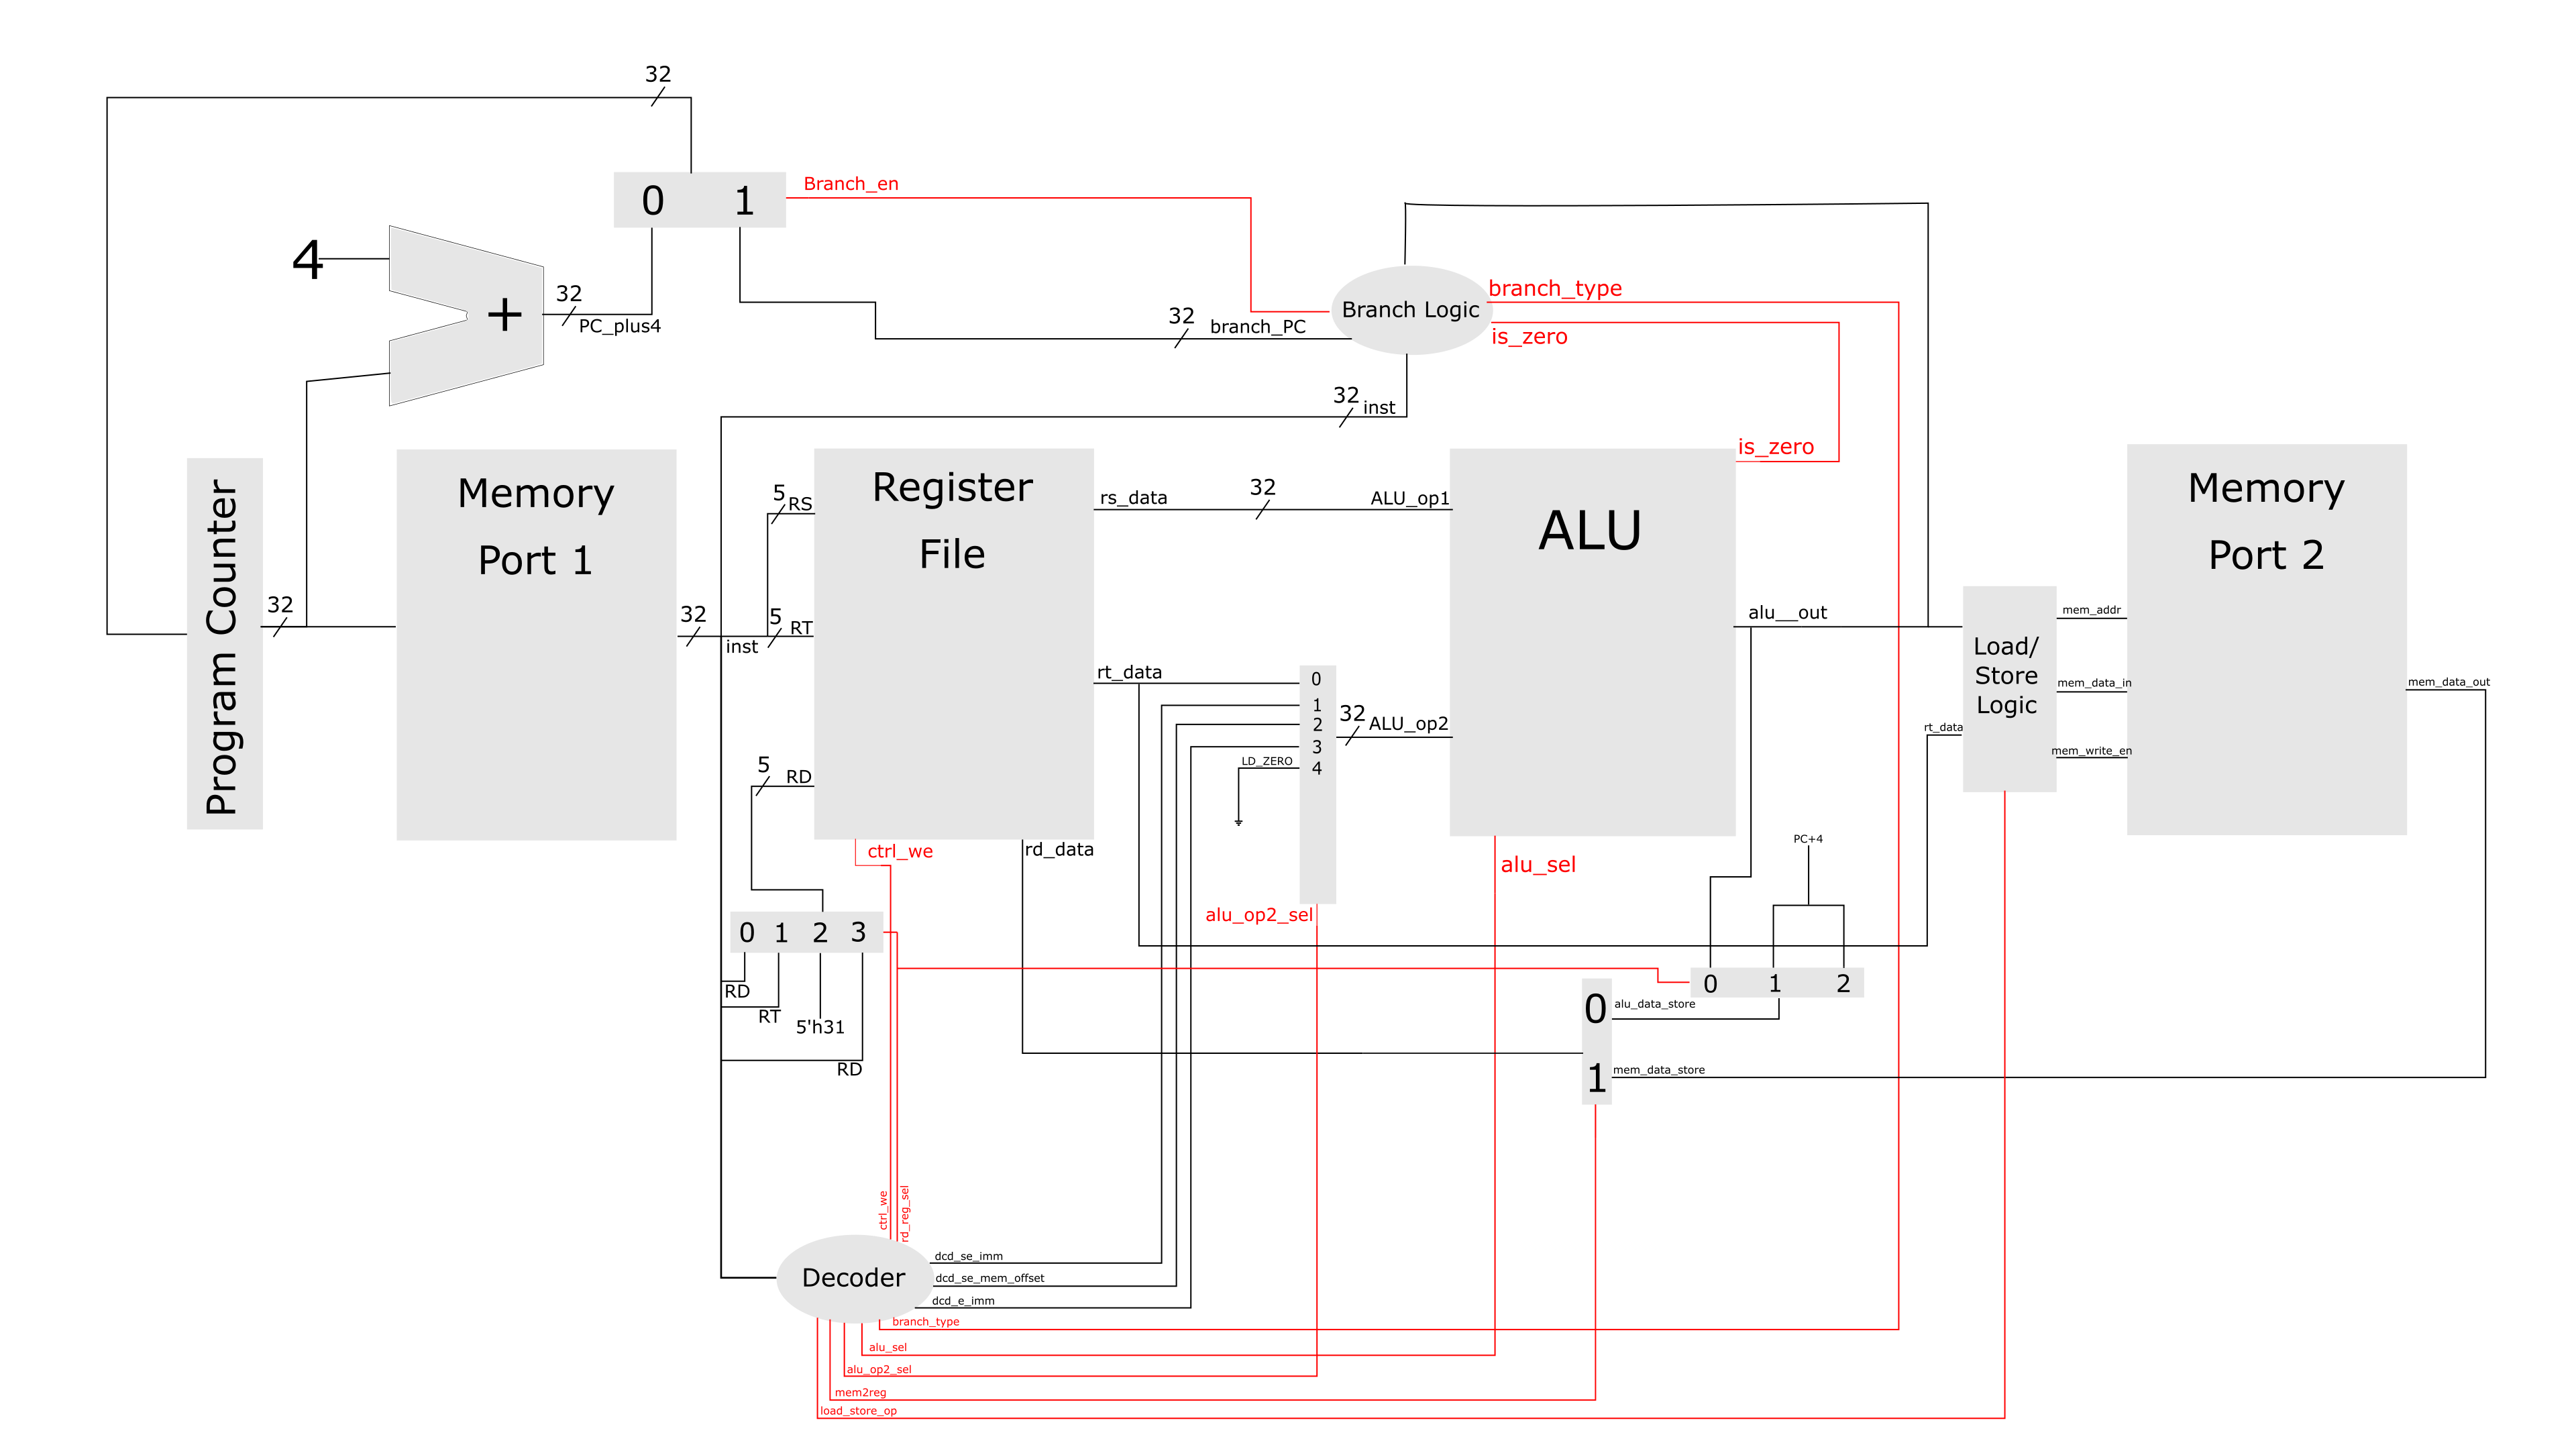 32
0 1
Branch_en
4
+
32
PC_plus4
Branch Logic
branch_type
is_zero
32
branch_PC
32
inst
is_zero
Program Counter
32
Memory
Port 1
32
inst
5
RS
5
RT
5
RD
Register
File
rs_data
32
ALU_op1
rt_data
0
1
2
3
4
LD_ZERO
32
ALU_op2
ALU
alu__out
Load/
Store
Logic
rt_data
mem_addr
mem_data_in
mem_write_en
Memory
Port 2
mem_data_out
ctrl_we
rd_data
alu_op2_sel
alu_sel
PC+4
0 1 2 3
RD
RT
5'h31
RD
0 1 2
0
alu_data_store
1
mem_data_store
ctrl_we
rd_reg_sel
Decoder
dcd_se_imm
dcd_se_mem_offset
dcd_e_imm
branch_type
alu_sel
alu_op2_sel
mem2reg
load_store_op